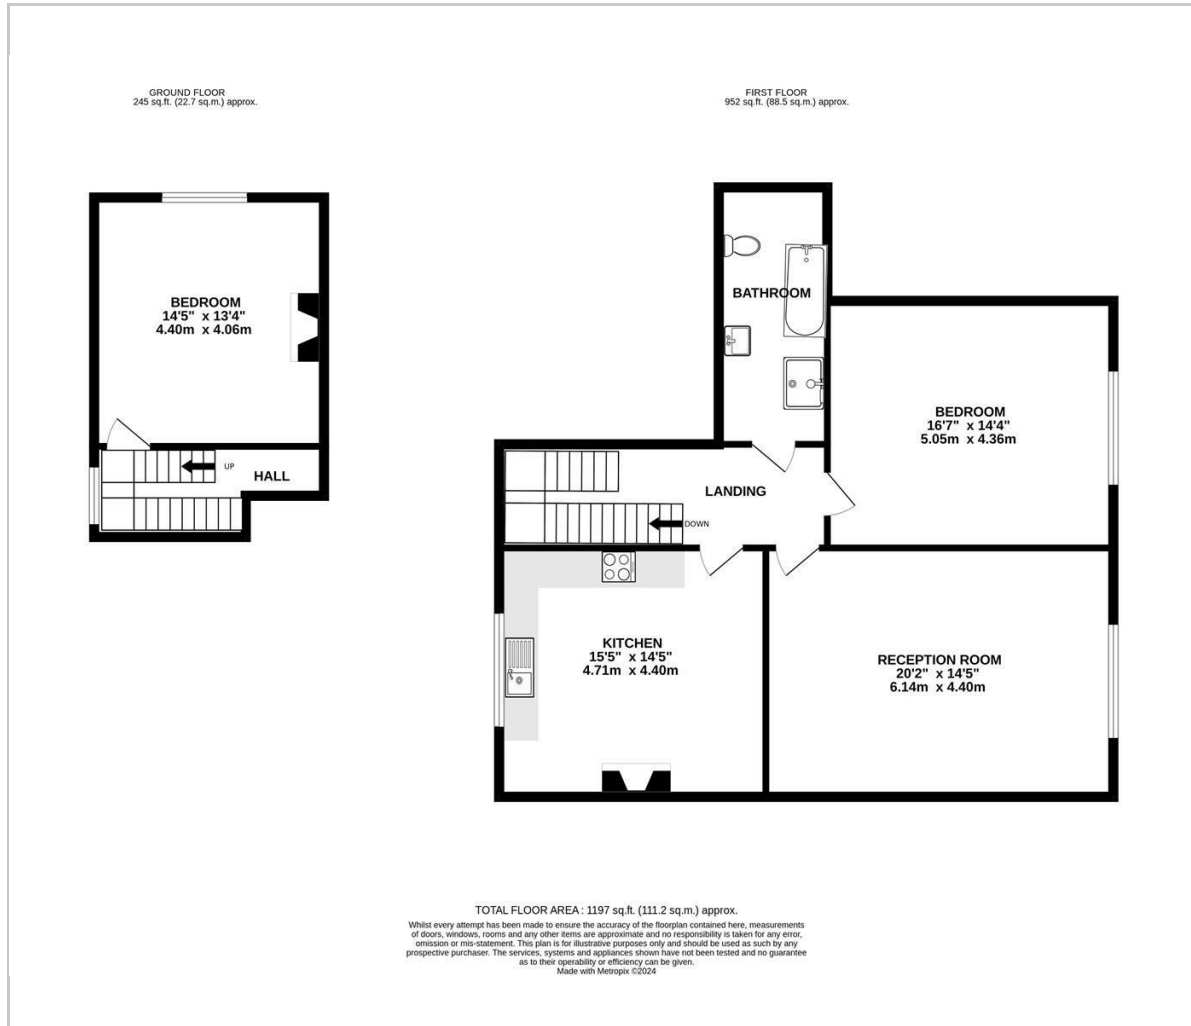 GROUND FLOOR
245 sq.ft. (22.7 sq.m.) approx.
BEDROOM
14'5" x 13'4"
4.40m x 4.06m
UP
HALL
FIRST FLOOR
952 sq.ft. (88.5 sq.m.) approx.
BATHROOM
BEDROOM
16'7" x 14'4"
5.05m x 4.36m
LANDING
DOWN
KITCHEN
15'5" x 14'5"
4.71m x 4.40m
RECEPTION ROOM
20'2" x 14'5"
6.14m x 4.40m
TOTAL FLOOR AREA : 1197 sq.ft. (111.2 sq.m.) approx.
Whilst every attempt has been made to ensure the accuracy of the floorplan contained here, measurements
of doors, windows, rooms and any other items are approximate and no responsibility is taken for any error,
omission or mis-statement. This plan is for illustrative purposes only and should be used as such by any
prospective purchaser. The services, systems and appliances shown have not been tested and no guarantee
as to their operability or efficiency can be given.
Made with Metropix ©2024